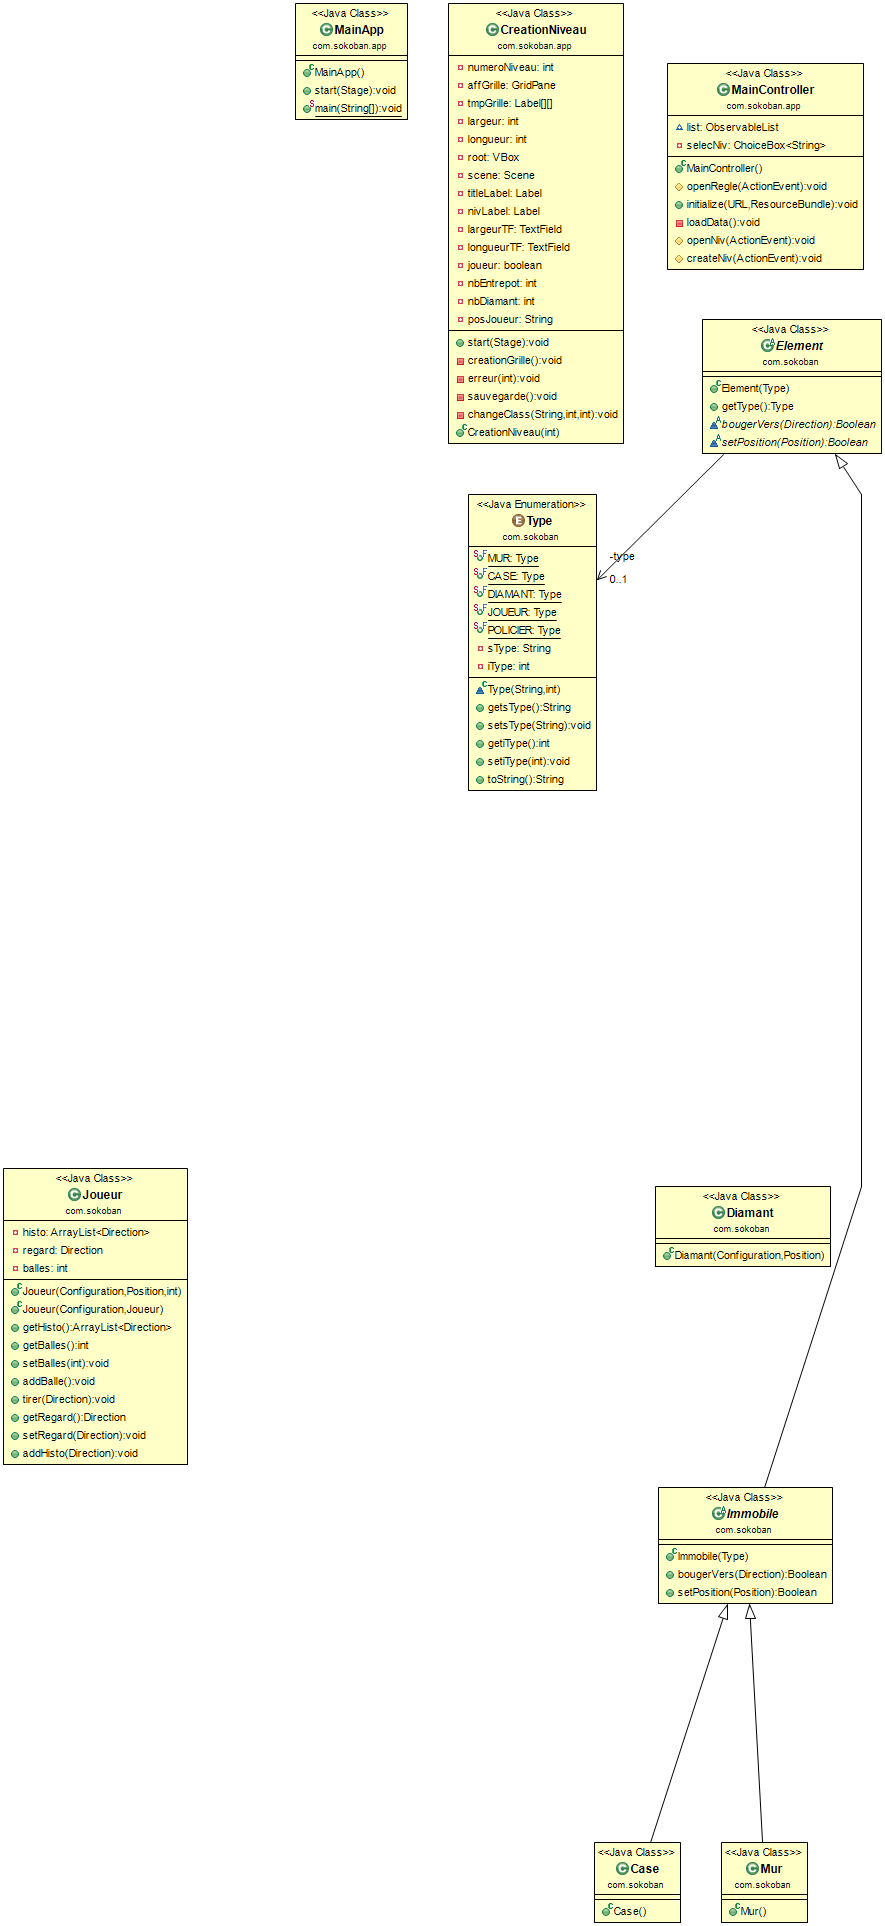 <<Java Class>>
MainApp
com.sokoban.app
MainApp()
start(Stage):void
main(String[]):void
<<Java Class>>
CreationNiveau
com.sokoban.app
numeroNiveau: int
affGrille: GridPane
tmpGrille: Label[][]
largeur: int
longueur: int
root: VBox
scene: Scene
titleLabel: Label
nivLabel: Label
largeurTF: TextField
longueurTF: TextField
joueur: boolean
nbEntrepot: int
nbDiamant: int
posJoueur: String
start(Stage):void
creationGrille():void
erreur(int):void
sauvegarde():void
changeClass(String,int,int):void
CreationNiveau(int)
<<Java Class>>
MainController
com.sokoban.app
list: ObservableList
selecNiv: ChoiceBox<String>
MainController()
openRegle(ActionEvent):void
initialize(URL,ResourceBundle):void
loadData():void
openNiv(ActionEvent):void
createNiv(ActionEvent):void
<<Java Class>>
Element
com.sokoban
Element(Type)
getType():Type
bougerVers(Direction):Boolean
setPosition(Position):Boolean
<<Java Enumeration>>
Type
com.sokoban
MUR: Type
CASE: Type
DIAMANT: Type
JOUEUR: Type
POLICIER: Type
sType: String
iType: int
Type(String,int)
getsType():String
setsType(String):void
getiType():int
setiType(int):void
toString():String
-type
0..1
<<Java Class>>
Joueur
com.sokoban
histo: ArrayList<Direction>
regard: Direction
balles: int
Joueur(Configuration,Position,int)
Joueur(Configuration,Joueur)
getHisto():ArrayList<Direction>
getBalles():int
setBalles(int):void
addBalle():void
tirer(Direction):void
getRegard():Direction
setRegard(Direction):void
addHisto(Direction):void
<<Java Class>>
Diamant
com.sokoban
Diamant(Configuration,Position)
<<Java Class>>
Immobile
com.sokoban
Immobile(Type)
bougerVers(Direction):Boolean
setPosition(Position):Boolean
<<Java Class>>
Case
com.sokoban
Case()
<<Java Class>>
Mur
com.sokoban
Mur()